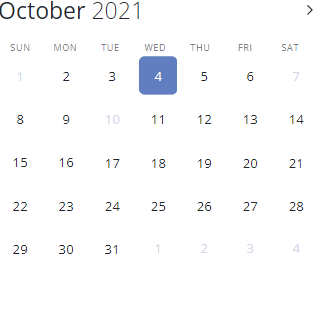 October 2021 >
SUN MON TUE WED THU FRI SAT
1 2 3 4 5 6 7
8 9 10 11 12 13 14
15 16 17 18 19 20 21
22 23 24 25 26 27 28
29 30 31 1 2 3 4